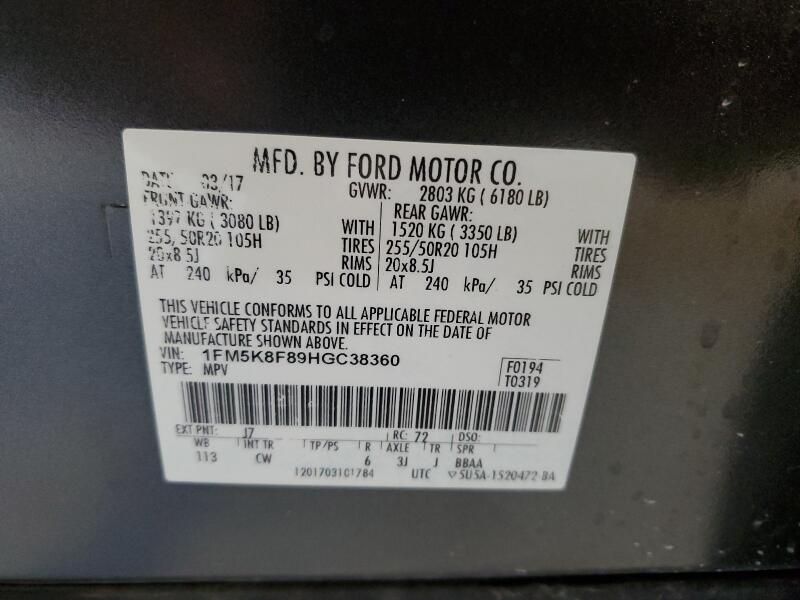 MFD. BY FORD MOTOR CO.
DATE 03/17 GVWR: 2803 KG ( 6180 LB)
FRONT GAWR: REAR GAWR:
1397 KG ( 3080 LB) WITH 1520 KG ( 3350 LB) WITH
255/50R20 105H TIRES 255/50R20 105H TIRES
20x8.5J RIMS 20x8.5J RIMS
AT 240 kPa/ 35 PSI COLD AT 240 kPa/ 35 PSI COLD
THIS VEHICLE CONFORMS TO ALL APPLICABLE FEDERAL MOTOR
VEHICLE SAFETY STANDARDS IN EFFECT ON THE DATE OF
MANUFACTURE SHOWN ABOVE.
VIN: 1FM5K8F89HGC38360
TYPE: MPV
F0194
T0319
EXT PNT: J7 RC: 72 DSO:
WB INT TR TP/PS R AXLE TR SPR
113 CW 6 3J J BBAA
1201703101784 UTC ▽5U5A-1520472-BA